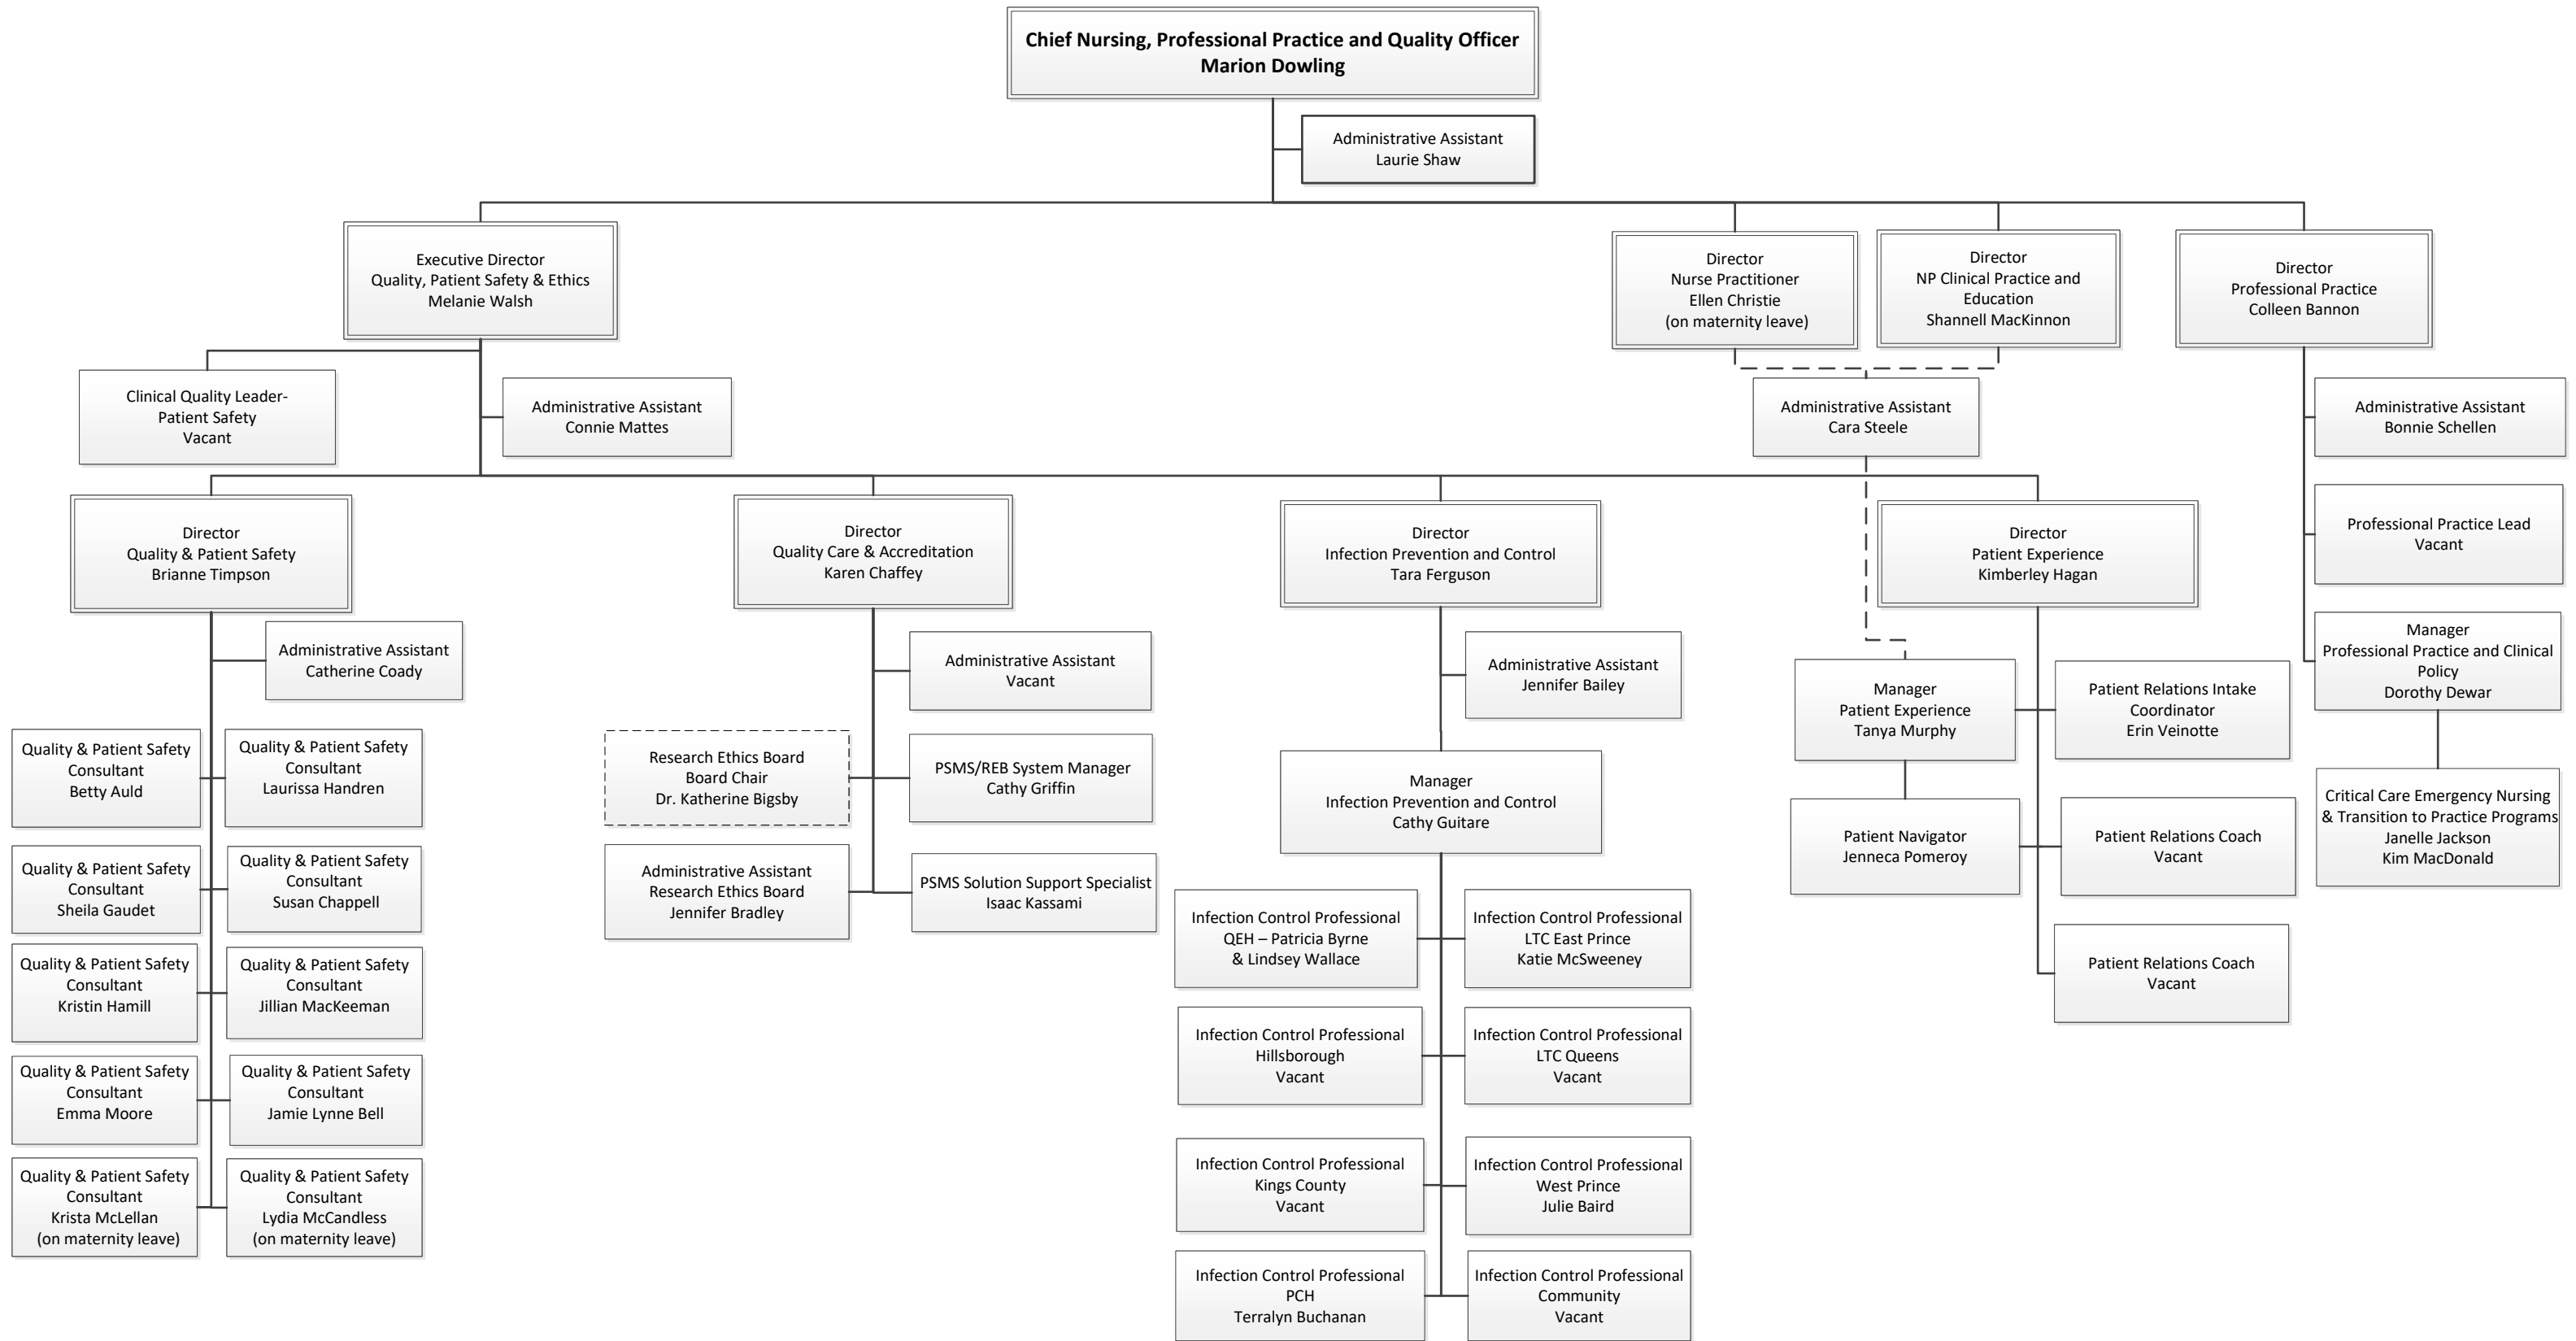 Chief Nursing, Professional Practice and Quality Officer
Marion Dowling
Administrative Assistant
Laurie Shaw
Executive Director
Quality, Patient Safety & Ethics
Melanie Walsh
Director
Nurse Practitioner
Ellen Christie
(on maternity leave)
Director
NP Clinical Practice and
Education
Shannell MacKinnon
Director
Professional Practice
Colleen Bannon
Clinical Quality Leader-
Patient Safety
Vacant
Administrative Assistant
Connie Mattes
Administrative Assistant
Cara Steele
Administrative Assistant
Bonnie Schellen
Professional Practice Lead
Vacant
Manager
Professional Practice and Clinical
Policy
Dorothy Dewar
Critical Care Emergency Nursing
& Transition to Practice Programs
Janelle Jackson
Kim MacDonald
Director
Quality & Patient Safety
Brianne Timpson
Administrative Assistant
Catherine Coady
Quality & Patient Safety
Consultant
Betty Auld
Quality & Patient Safety
Consultant
Laurissa Handren
Quality & Patient Safety
Consultant
Sheila Gaudet
Quality & Patient Safety
Consultant
Susan Chappell
Quality & Patient Safety
Consultant
Kristin Hamill
Quality & Patient Safety
Consultant
Jillian MacKeeman
Quality & Patient Safety
Consultant
Emma Moore
Quality & Patient Safety
Consultant
Jamie Lynne Bell
Quality & Patient Safety
Consultant
Krista McLellan
(on maternity leave)
Quality & Patient Safety
Consultant
Lydia McCandless
(on maternity leave)
Director
Quality Care & Accreditation
Karen Chaffey
Administrative Assistant
Vacant
Research Ethics Board
Board Chair
Dr. Katherine Bigsby
PSMS/REB System Manager
Cathy Griffin
Administrative Assistant
Research Ethics Board
Jennifer Bradley
PSMS Solution Support Specialist
Isaac Kassami
Director
Infection Prevention and Control
Tara Ferguson
Administrative Assistant
Jennifer Bailey
Manager
Infection Prevention and Control
Cathy Guitare
Infection Control Professional
QEH – Patricia Byrne
& Lindsey Wallace
Infection Control Professional
LTC East Prince
Katie McSweeney
Infection Control Professional
Hillsborough
Vacant
Infection Control Professional
LTC Queens
Vacant
Infection Control Professional
Kings County
Vacant
Infection Control Professional
West Prince
Julie Baird
Infection Control Professional
PCH
Terralyn Buchanan
Infection Control Professional
Community
Vacant
Director
Patient Experience
Kimberley Hagan
Manager
Patient Experience
Tanya Murphy
Patient Relations Intake
Coordinator
Erin Veinotte
Patient Navigator
Jenneca Pomeroy
Patient Relations Coach
Vacant
Patient Relations Coach
Vacant